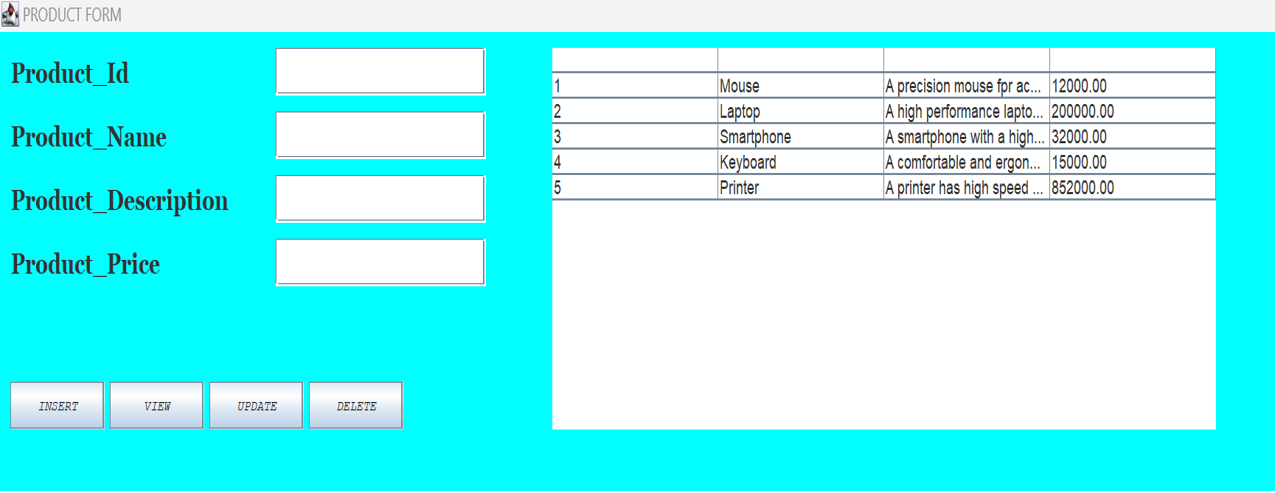 PRODUCT FORM
Product_Id
Product_Name
Product_Description
Product_Price
INSERT VIEW UPDATE DELETE
1 Mouse A precision mouse fpr ac... 12000.00
2 Laptop A high performance lapto... 200000.00
3 Smartphone A smartphone with a high... 32000.00
4 Keyboard A comfortable and ergon... 15000.00
5 Printer A printer has high speed ... 852000.00